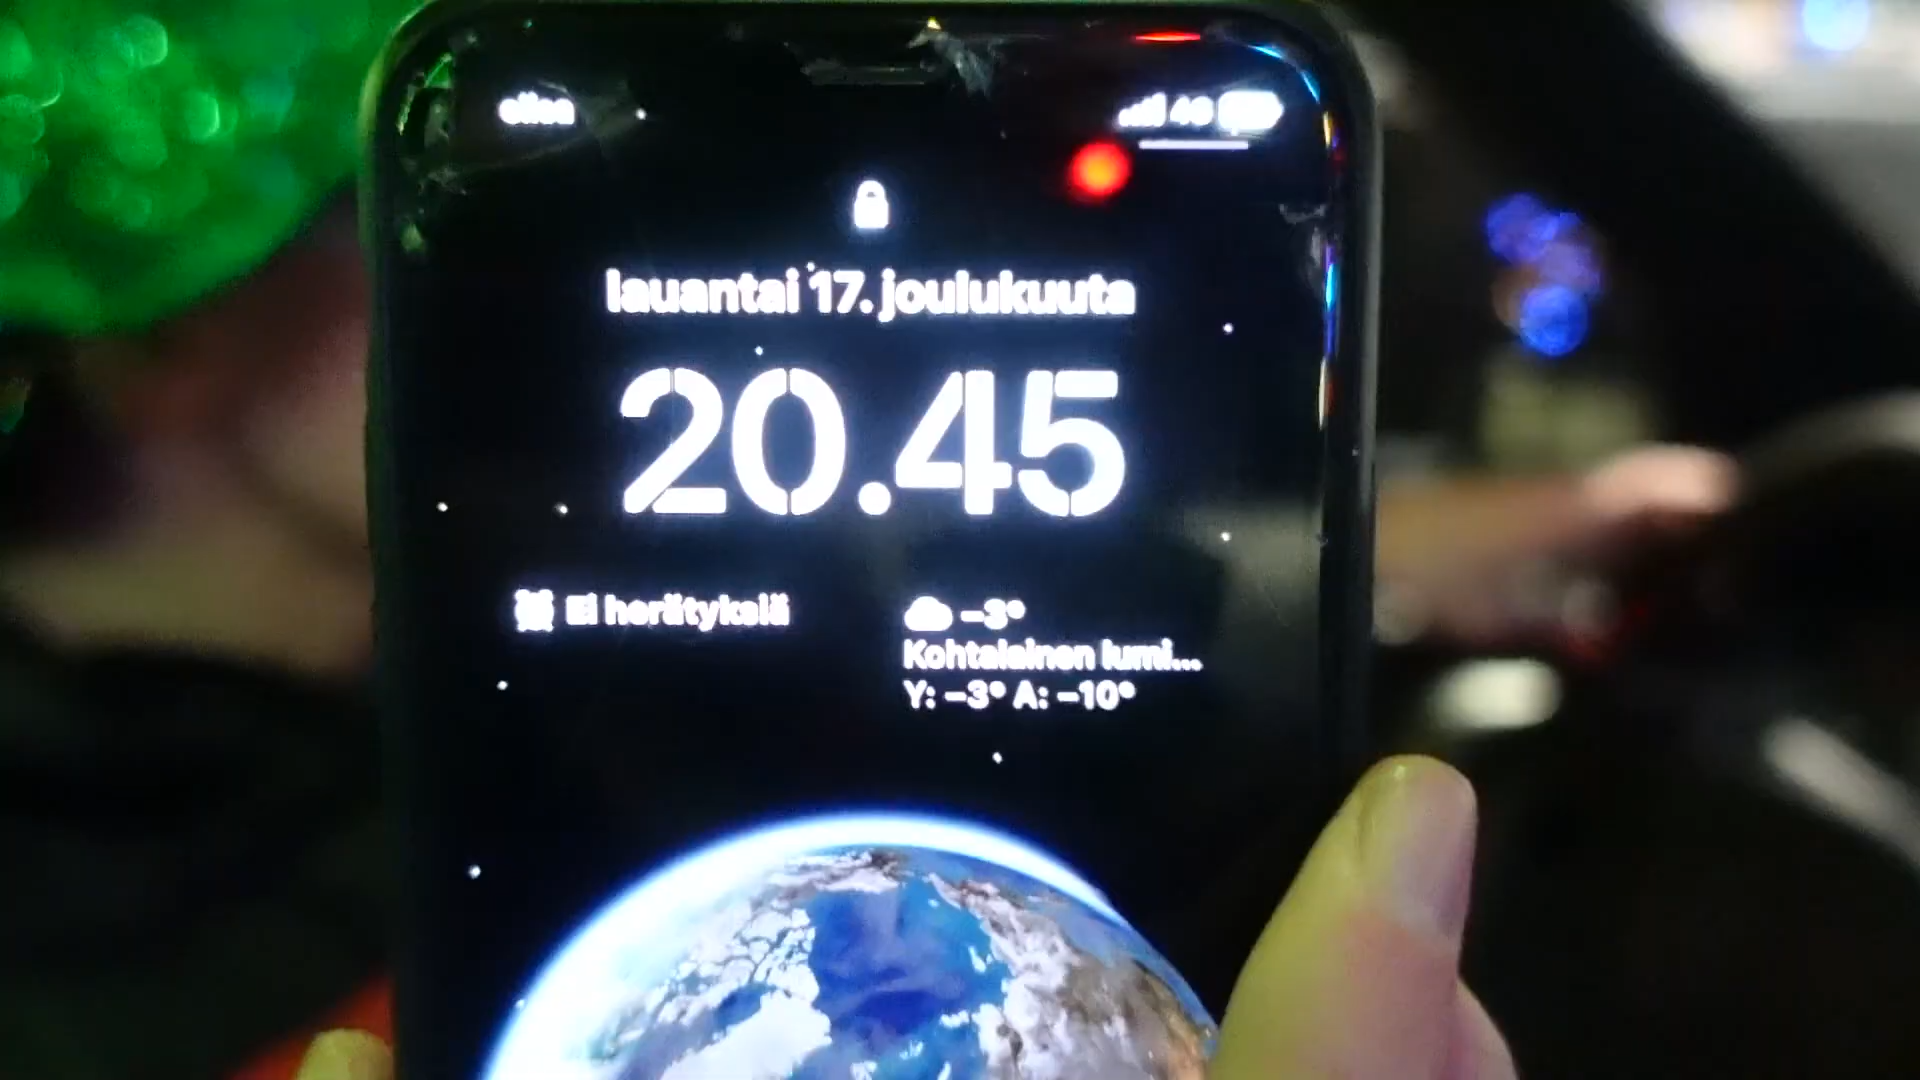 elisa
4G
lauantai 17. joulukuuta
20.45
Ei herätyksiä
−3°
Kohtalainen lumi...
Y: −3° A: −10°